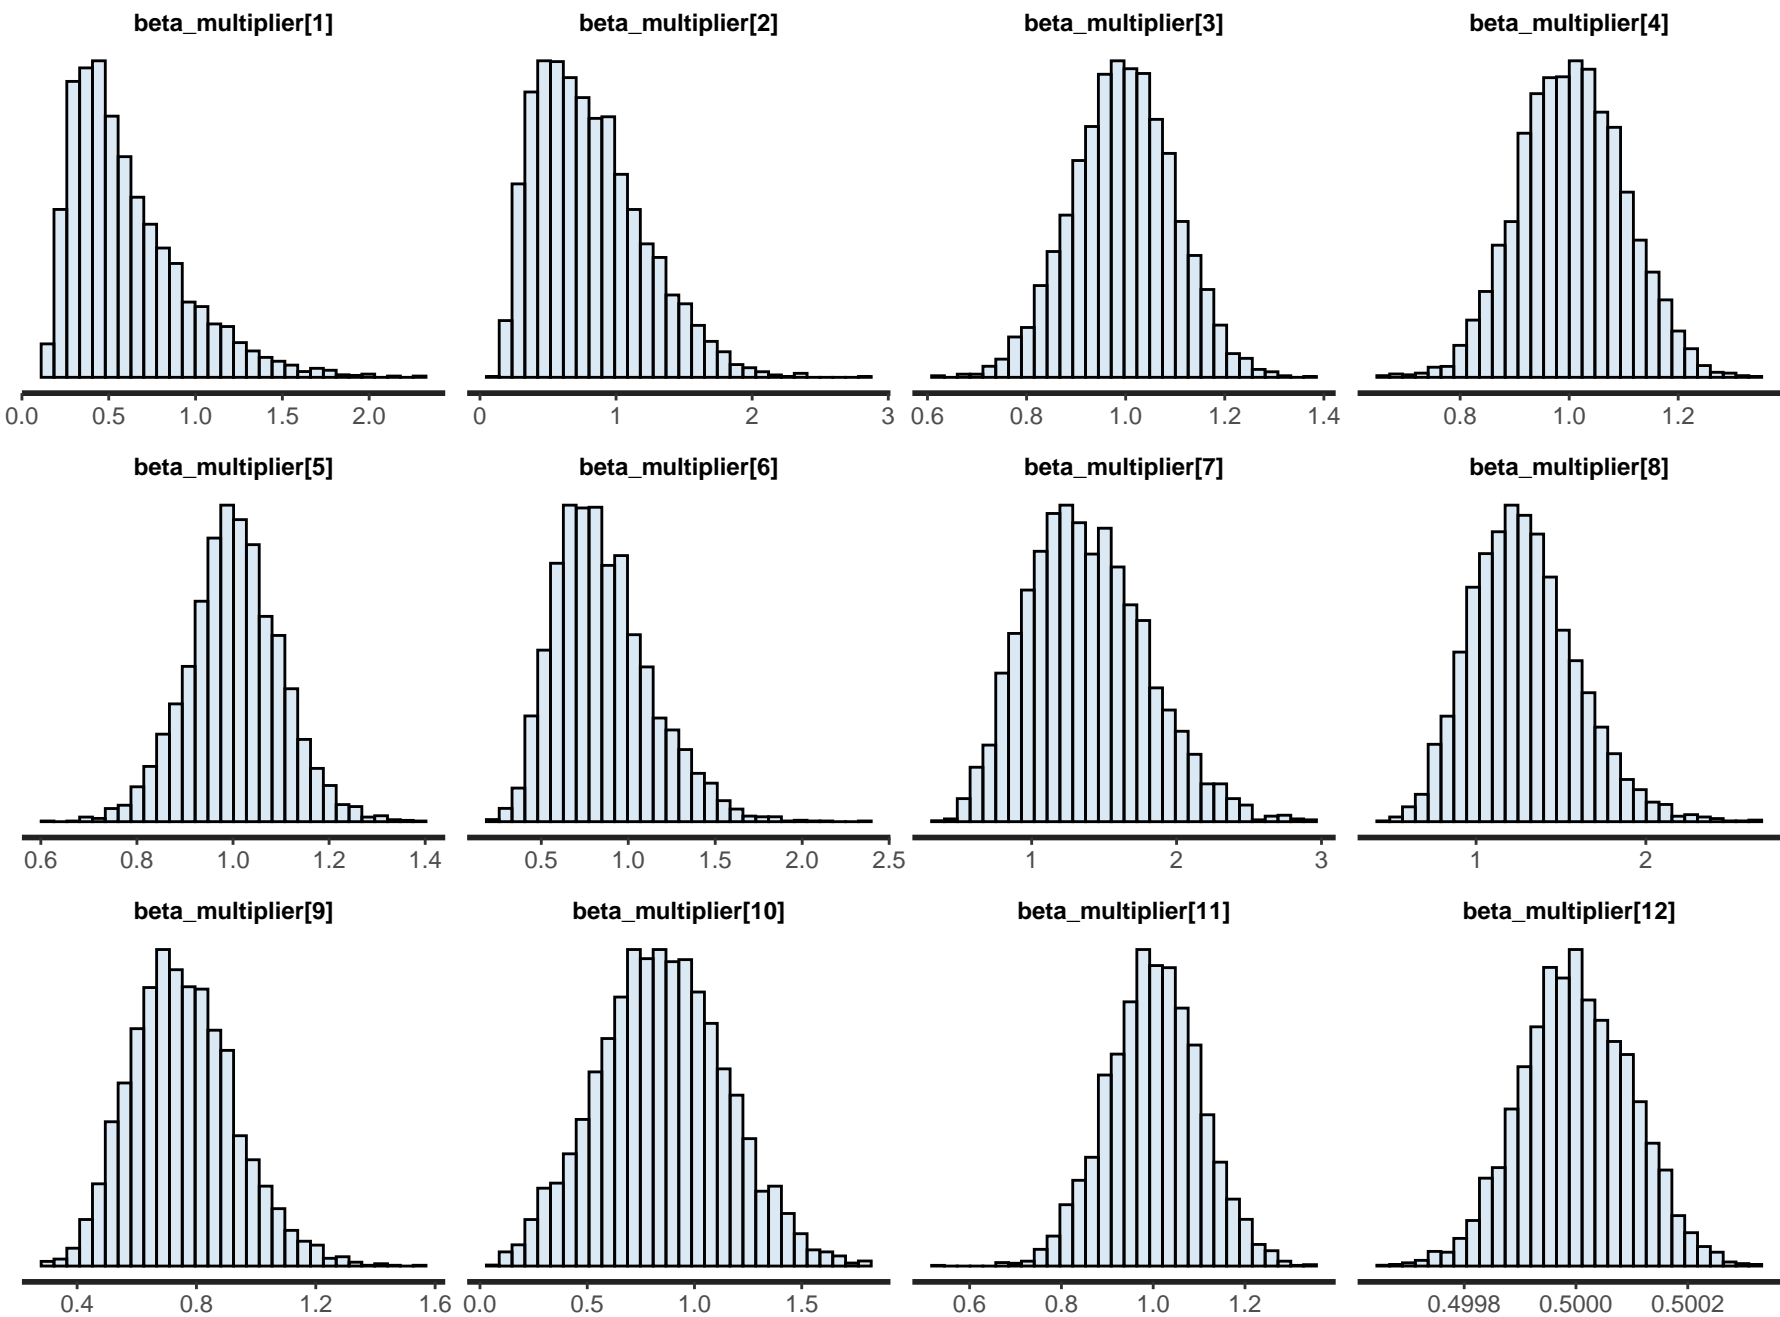 beta_multiplier[1] beta_multiplier[2] beta_multiplier[3] beta_multiplier[4]
0.0 0.5 1.0 1.5 2.0 0 1 2 3 0.6 0.8 1.0 1.2 1.4 0.8 1.0 1.2
beta_multiplier[5] beta_multiplier[6] beta_multiplier[7] beta_multiplier[8]
0.6 0.8 1.0 1.2 1.4 0.5 1.0 1.5 2.0 2.5 1 2 3 1 2
beta_multiplier[9] beta_multiplier[10] beta_multiplier[11] beta_multiplier[12]
0.4 0.8 1.2 1.6 0.0 0.5 1.0 1.5 0.6 0.8 1.0 1.2 0.4998 0.5000 0.5002